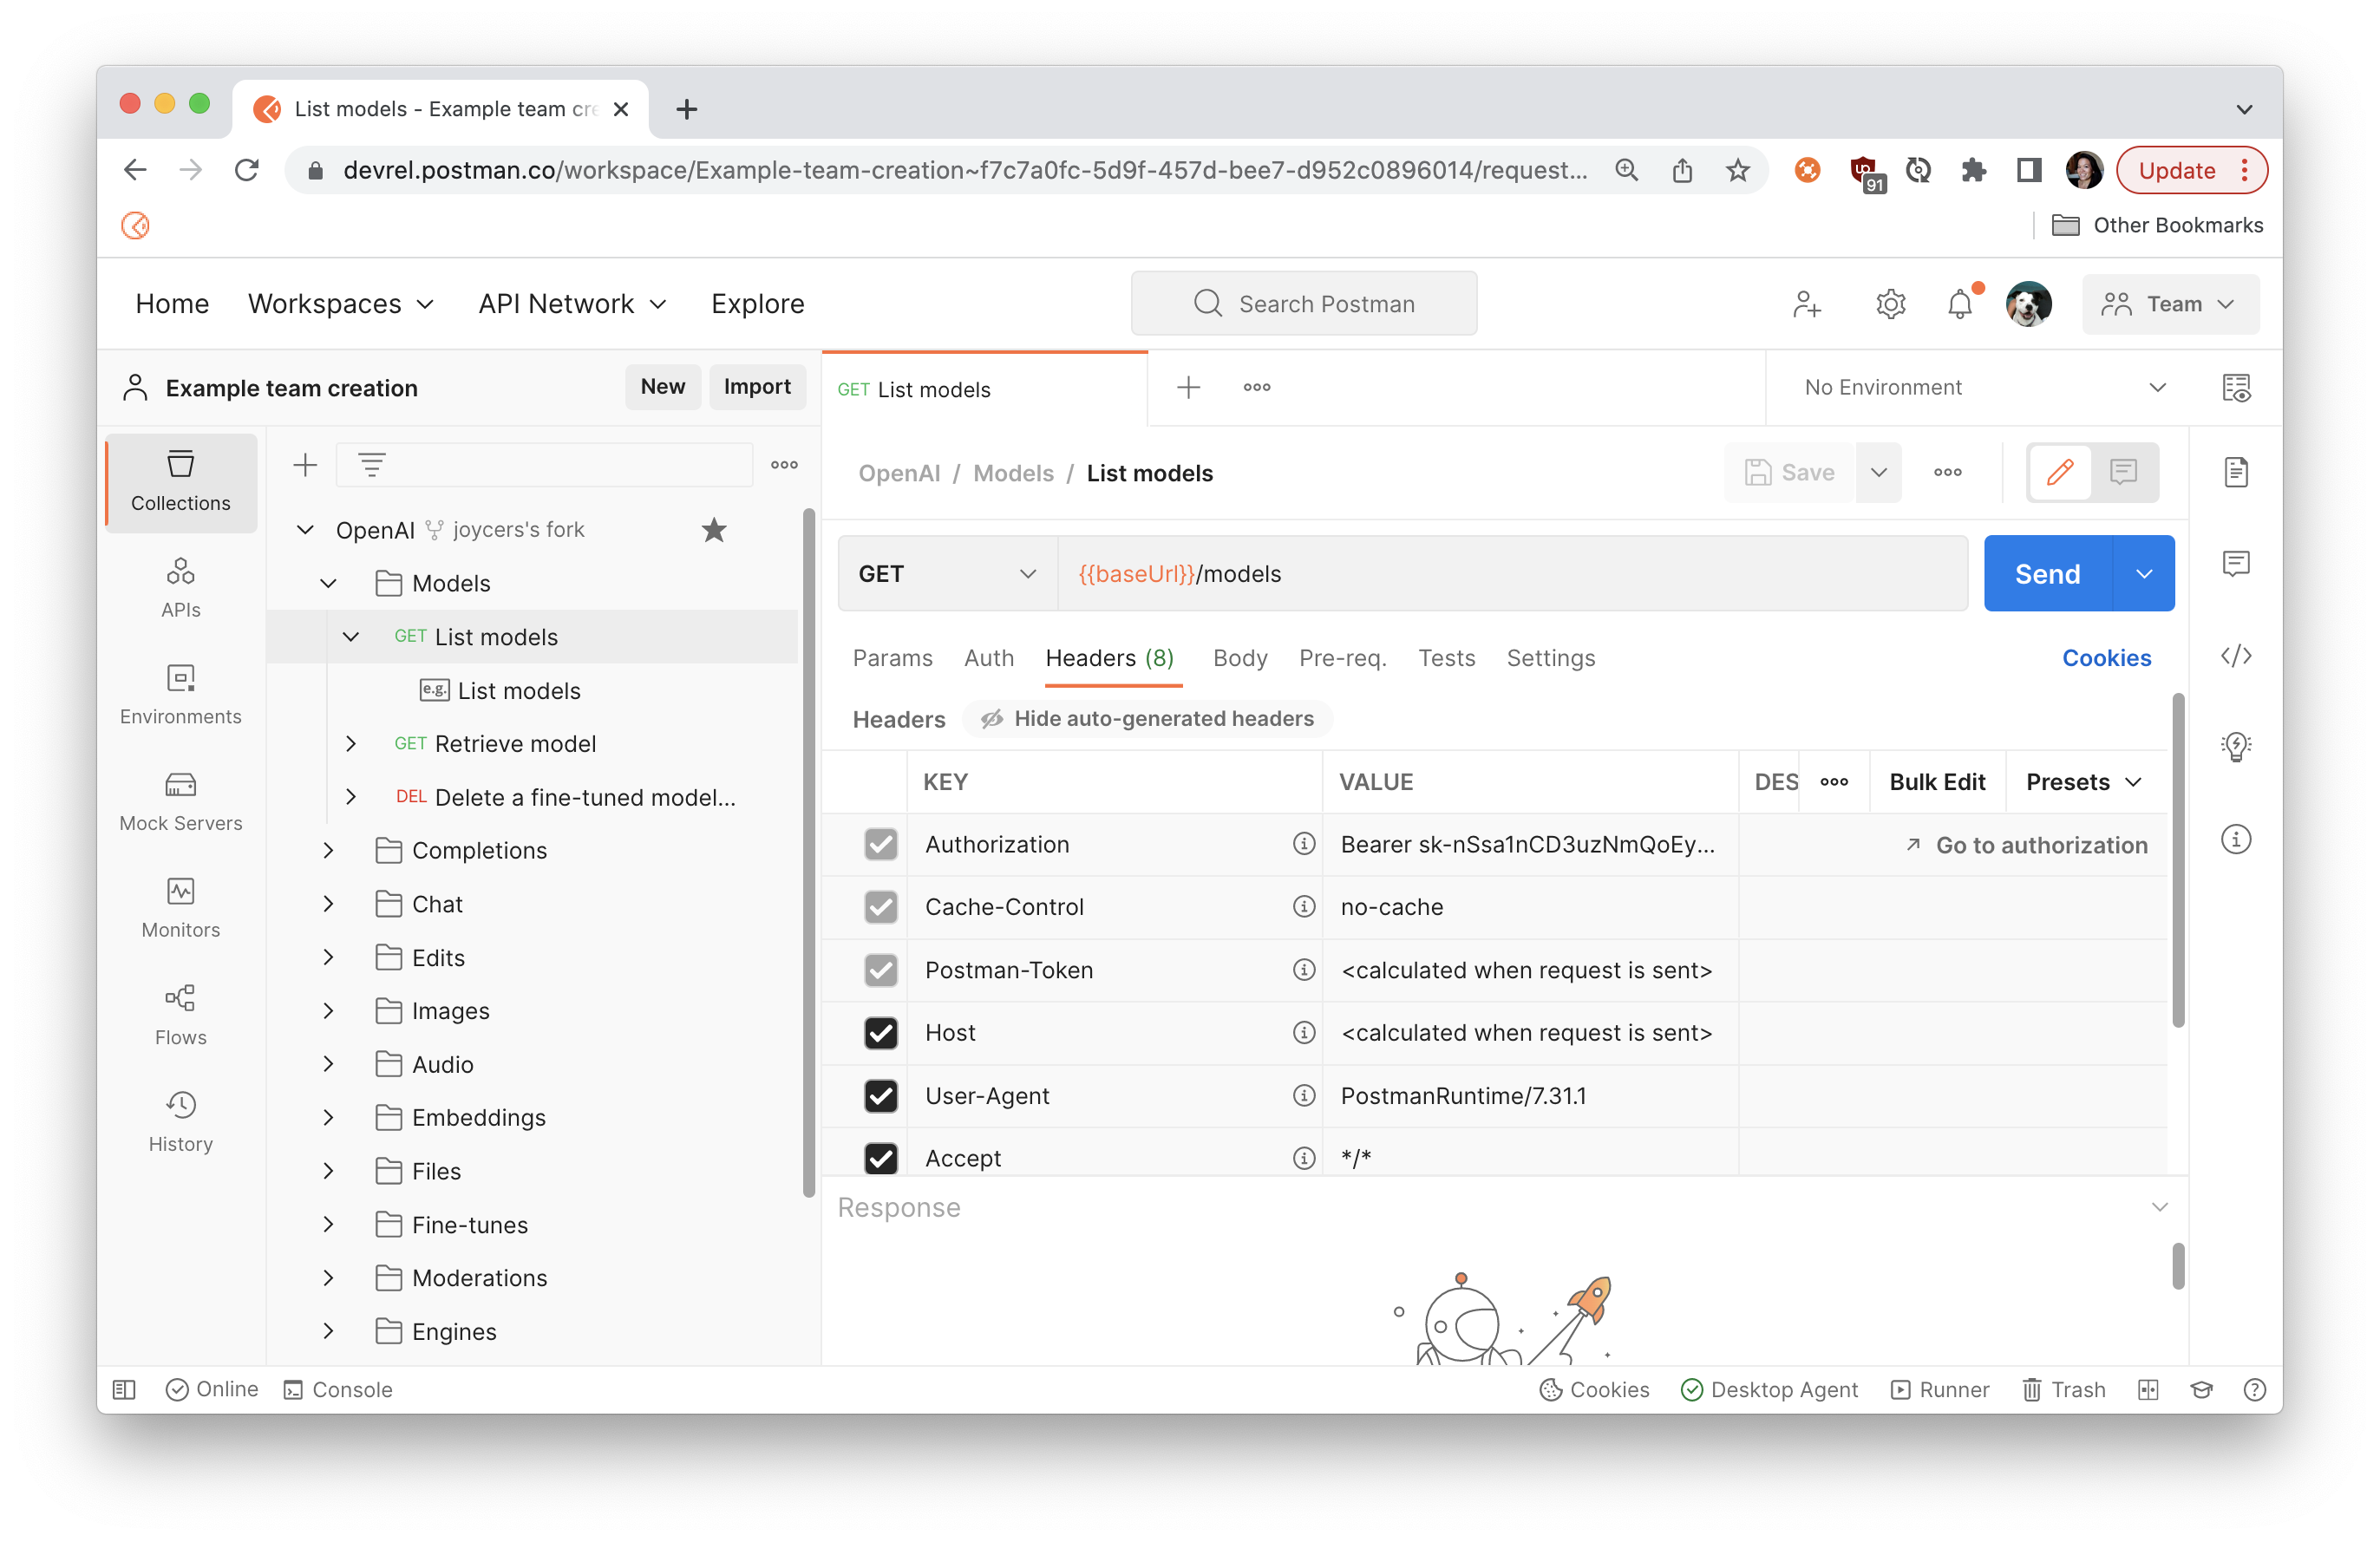 List models - Example team cre
devrel.postman.co/workspace/Example-team-creation~f7c7a0fc-5d9f-457d-bee7-d952c0896014/request...
91
Update
Other Bookmarks
Home
Workspaces
API Network
Explore
Search Postman
Team
Example team creation
New
Import
GET List models
No Environment
Collections
APIs
Environments
Mock Servers
Monitors
Flows
History
OpenAI joycers's fork
Models
GET List models
e.g. List models
GET Retrieve model
DEL Delete a fine-tuned model...
Completions
Chat
Edits
Images
Audio
Embeddings
Files
Fine-tunes
Moderations
Engines
OpenAI / Models / List models
Save
GET
{{baseUrl}}/models
Send
Params
Auth
Headers (8)
Body
Pre-req.
Tests
Settings
Cookies
Headers
Hide auto-generated headers
KEY
VALUE
DES
Bulk Edit
Presets
Authorization
Bearer sk-nSsa1nCD3uzNmQoEy...
Go to authorization
Cache-Control
no-cache
Postman-Token
<calculated when request is sent>
Host
<calculated when request is sent>
User-Agent
PostmanRuntime/7.31.1
Accept
*/*
Response
Online
Console
Cookies
Desktop Agent
Runner
Trash